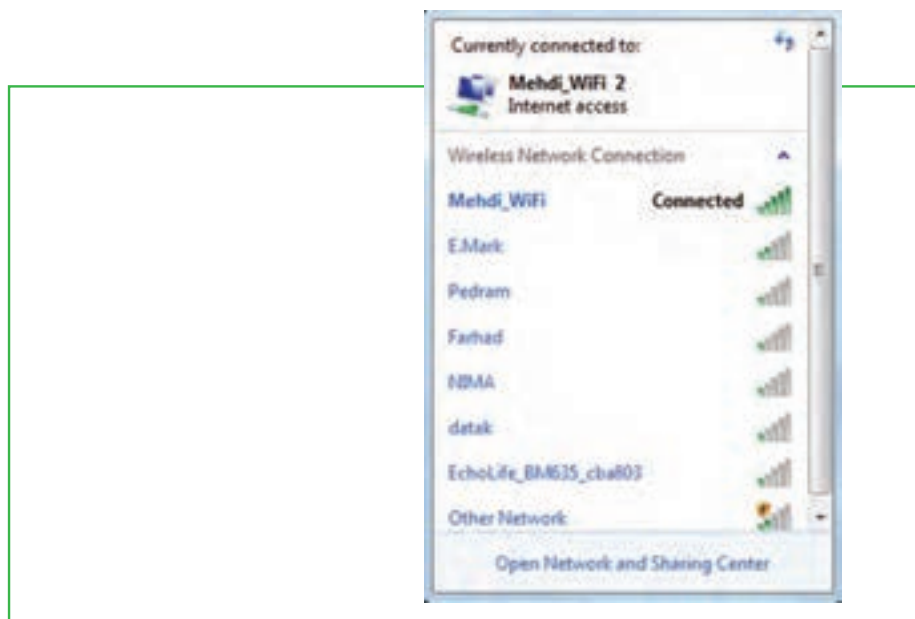 Currently connected to:
Mehdi_WiFi 2
Internet access
Wireless Network Connection
Mehdi_WiFi Connected
E.Mark
Pedram
Farhad
NIMA
datak
EchoLife_BM635_cba803
Other Network
Open Network and Sharing Center